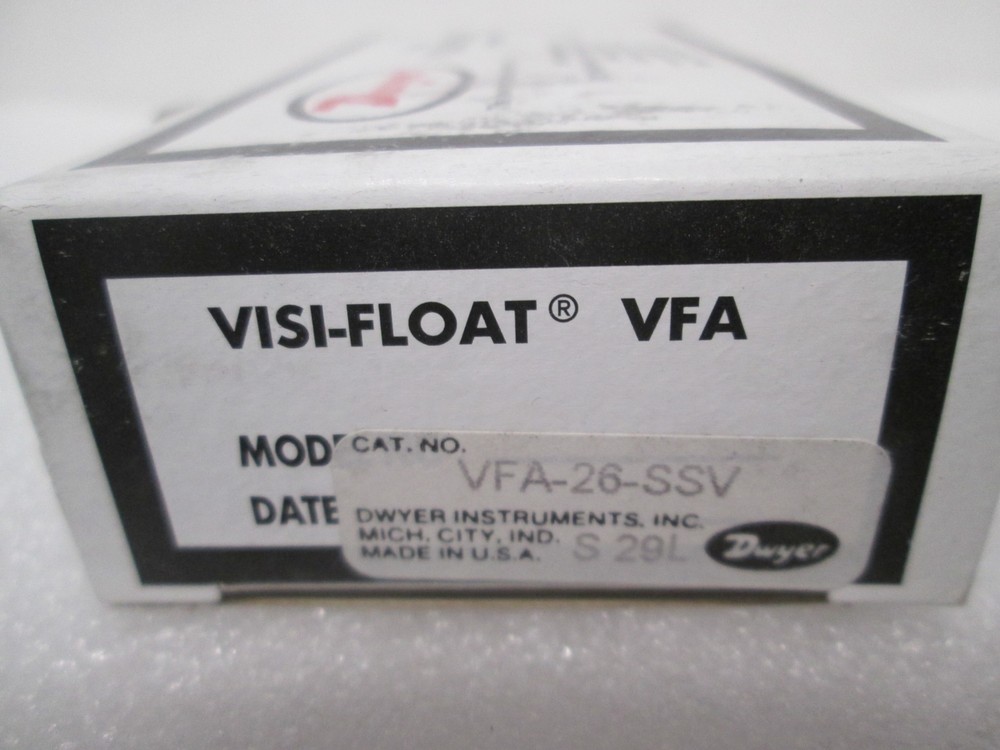 Dwyer
VISI-FLOAT® VFA
MODE
DATE
CAT. NO.
VFA-26-SSV
DWYER INSTRUMENTS, INC.
MICH. CITY, IND.
MADE IN U.S.A.
S 29L
Dwyer